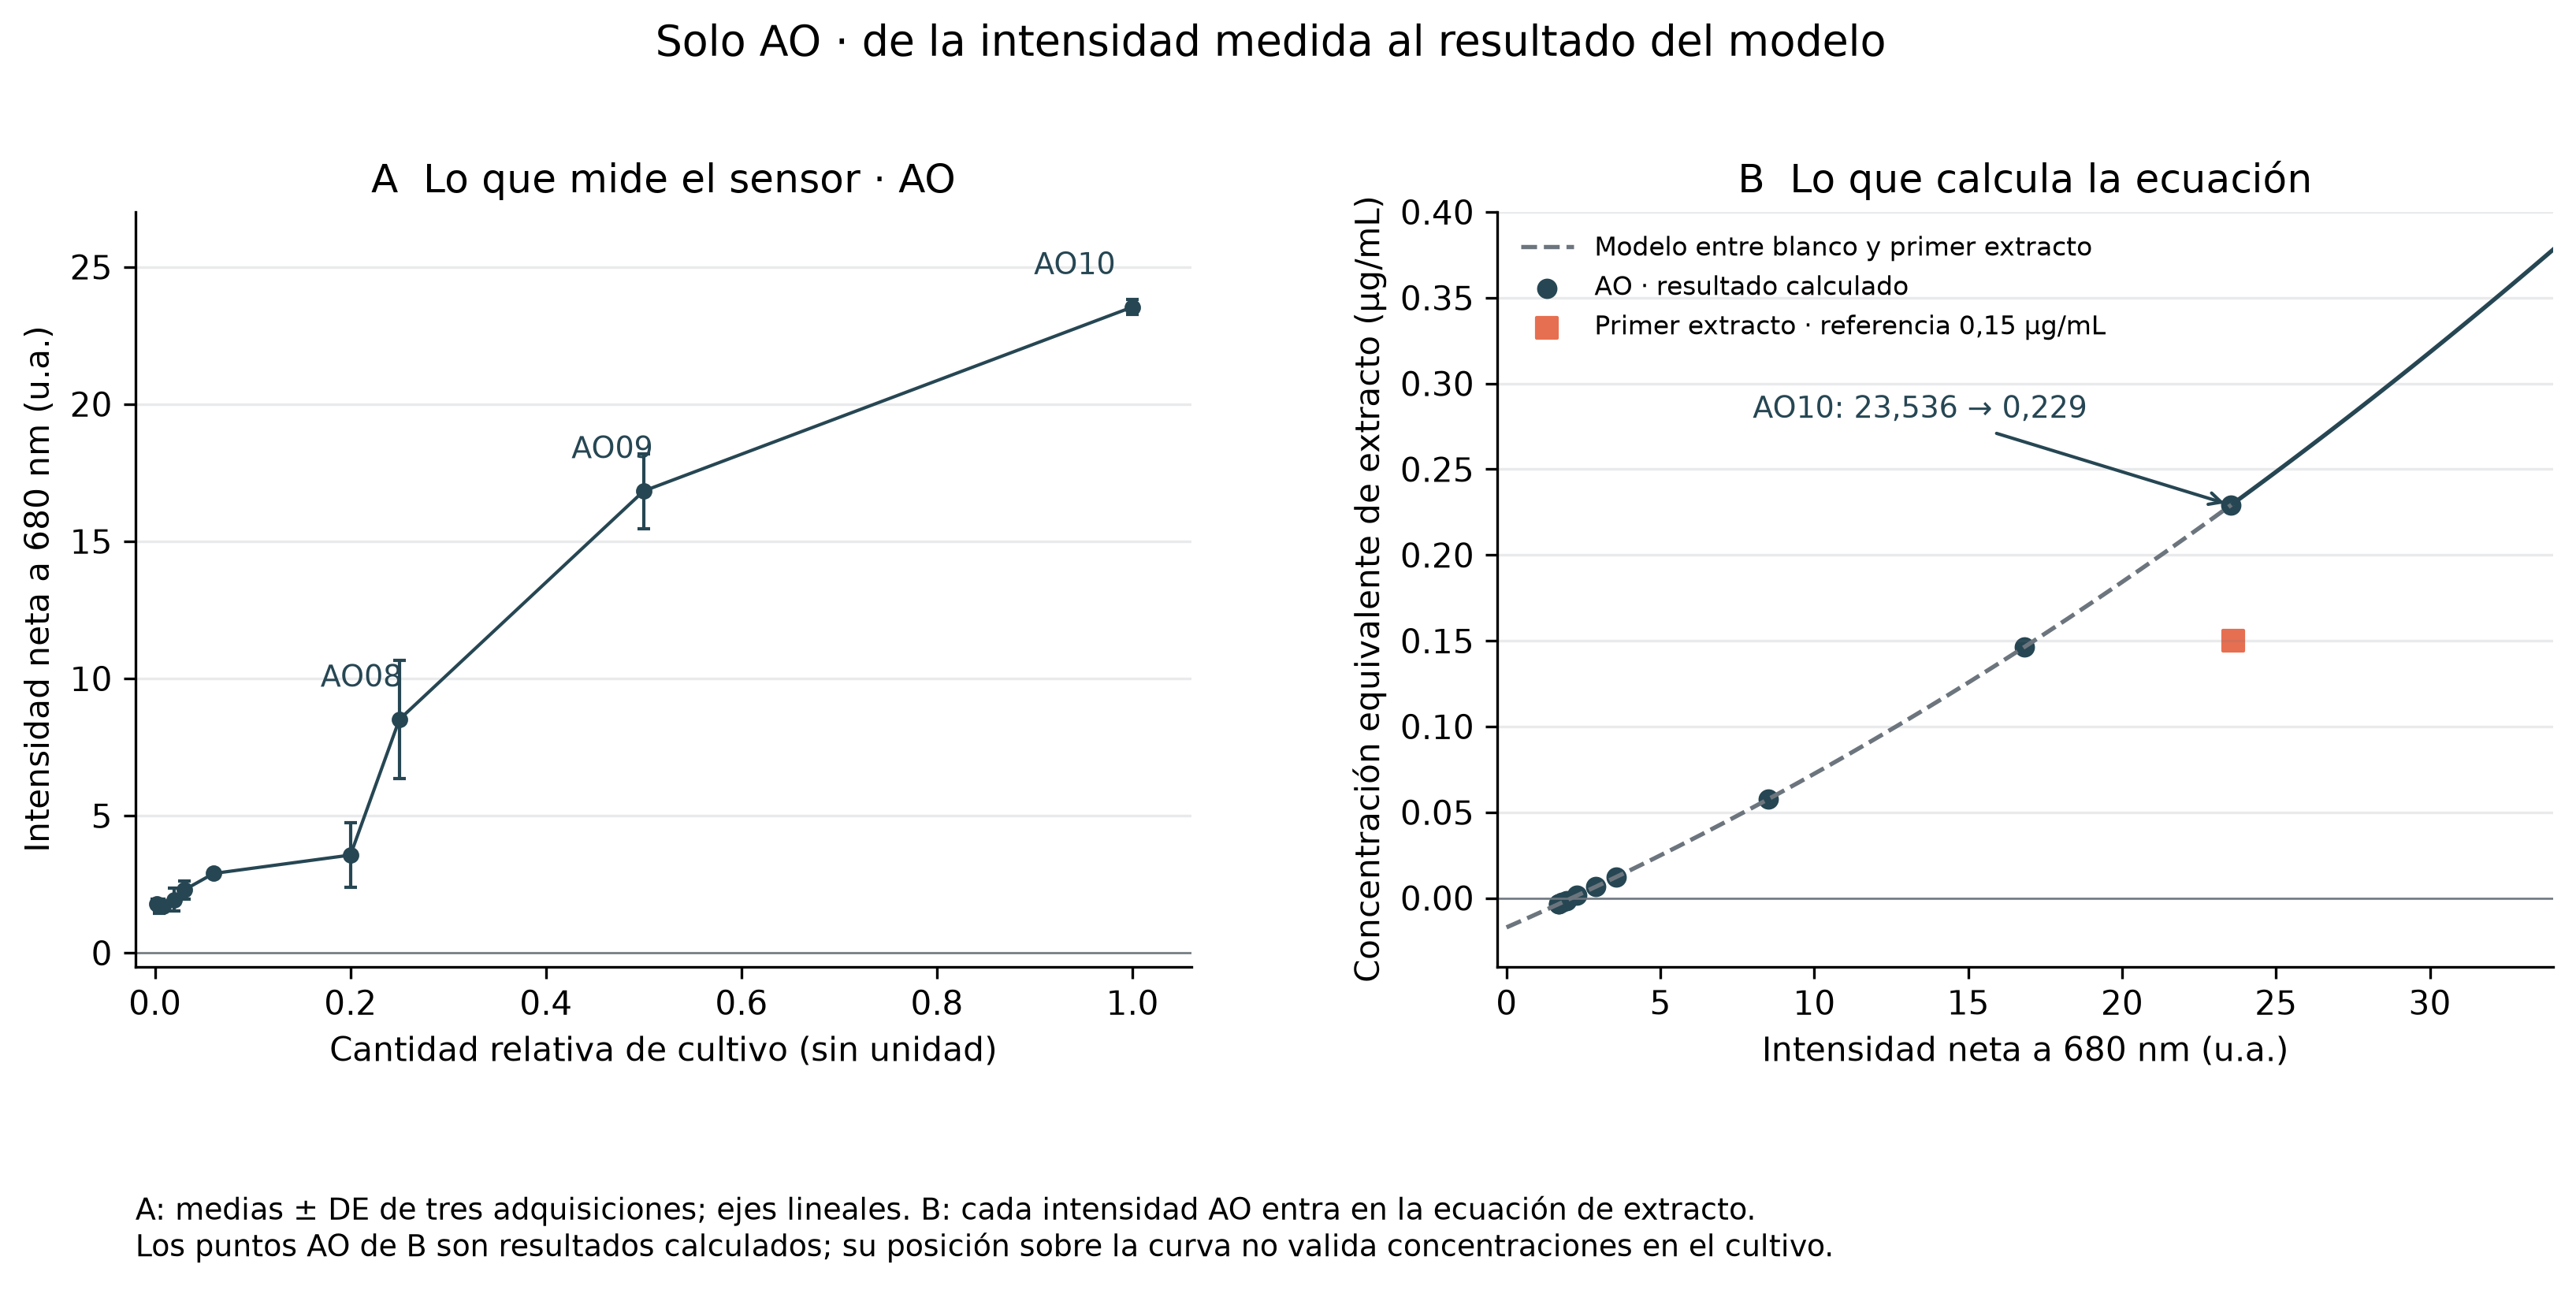 Solo AO · de la intensidad medida al resultado del modelo
A  Lo que mide el sensor · AO
Intensidad neta a 680 nm (u.a.)
25
20
15
10
5
0
AO10
AO09
AO08
0.0
0.2
0.4
0.6
0.8
1.0
Cantidad relativa de cultivo (sin unidad)
B  Lo que calcula la ecuación
Concentración equivalente de extracto (µg/mL)
0.40
0.35
0.30
0.25
0.20
0.15
0.10
0.05
0.00
Modelo entre blanco y primer extracto
AO · resultado calculado
Primer extracto · referencia 0,15 µg/mL
AO10: 23,536 → 0,229
0
5
10
15
20
25
30
Intensidad neta a 680 nm (u.a.)
A: medias ± DE de tres adquisiciones; ejes lineales. B: cada intensidad AO entra en la ecuación de extracto.
Los puntos AO de B son resultados calculados; su posición sobre la curva no valida concentraciones en el cultivo.